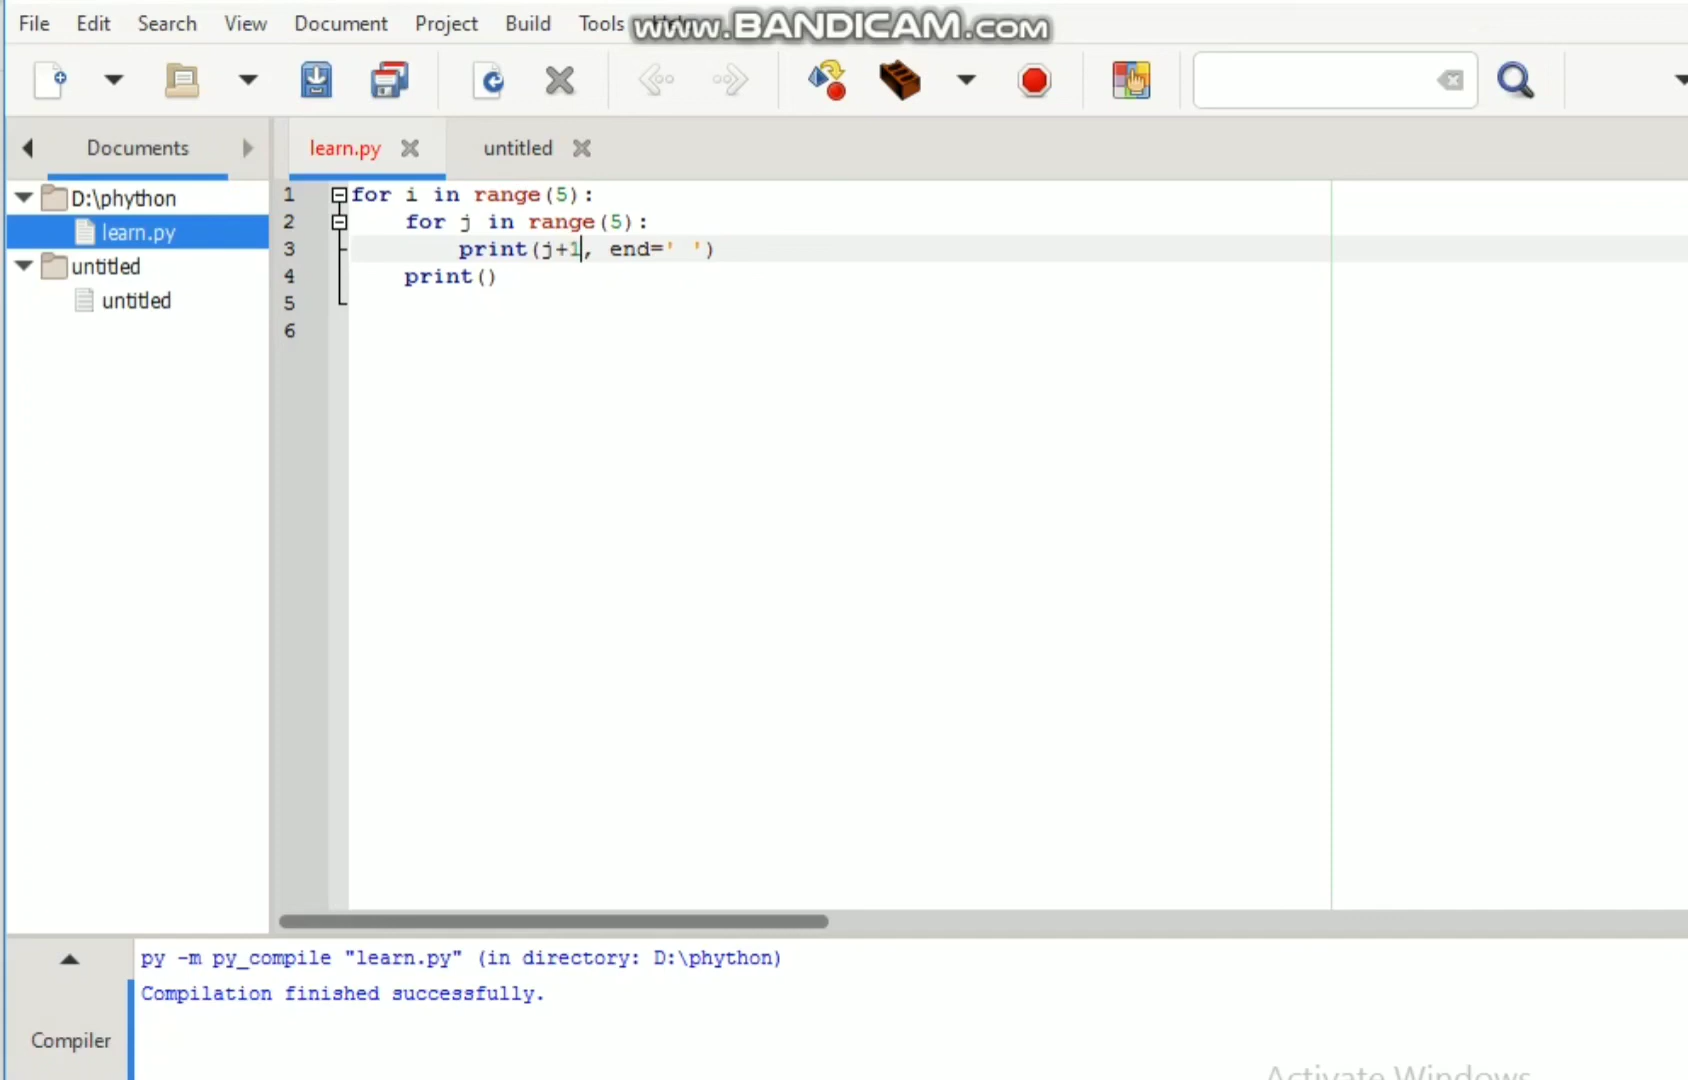 File Edit Search View Document Project Build Tools
www.BANDICAM.com
Documents learn.py untitled
D:\phython
learn.py
untitled
untitled
1 for i in range(5):
2 for j in range(5):
3 print(j+1, end=' ')
4 print()
5
6
py -m py_compile "learn.py" (in directory: D:\phython)
Compilation finished successfully.
Compiler
Activate Windows